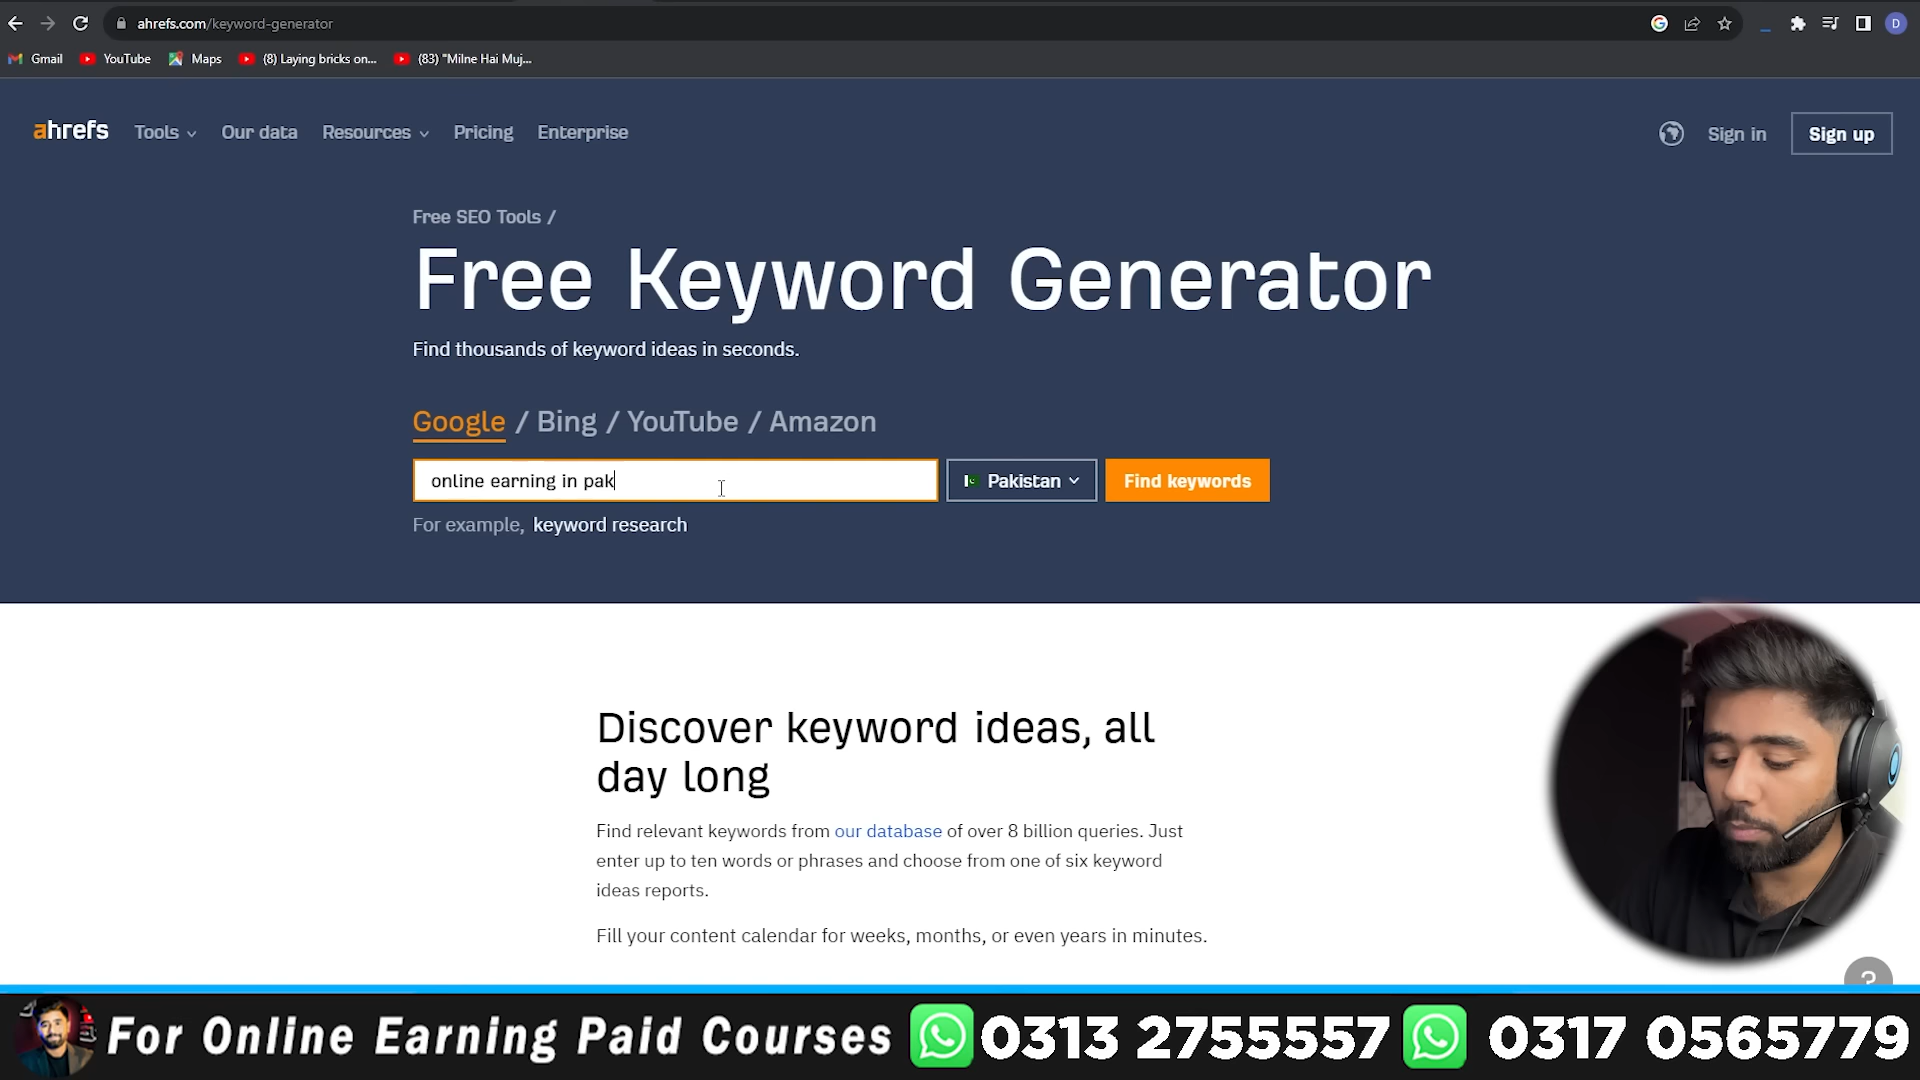 ahrefs.com/keyword-generator
D
Gmail
YouTube
Maps
(8) Laying bricks on...
(83) "Milne Hai Muj...
ahrefs
Tools
Our data
Resources
Pricing
Enterprise
Sign in
Sign up
Free SEO Tools /
Free Keyword Generator
Find thousands of keyword ideas in seconds.
Google / Bing / YouTube / Amazon
online earning in pak
Pakistan
Find keywords
For example, keyword research
Discover keyword ideas, all
day long
Find relevant keywords from our database of over 8 billion queries. Just
enter up to ten words or phrases and choose from one of six keyword
ideas reports.
Fill your content calendar for weeks, months, or even years in minutes.
?
For Online Earning Paid Courses 0313 2755557 0317 0565779